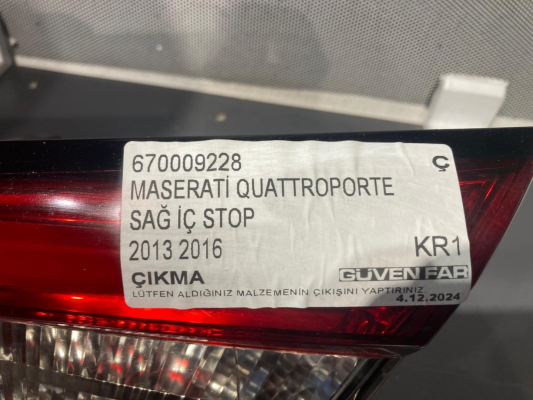 670009228 Ç
MASERATİ QUATTROPORTE
SAĞ İÇ STOP
2013 2016 KR1
ÇIKMA GÜVEN FAR
LÜTFEN ALDIĞINIZ MALZEMENİN ÇIKIŞINI YAPTIRINIZ
4.12.2024